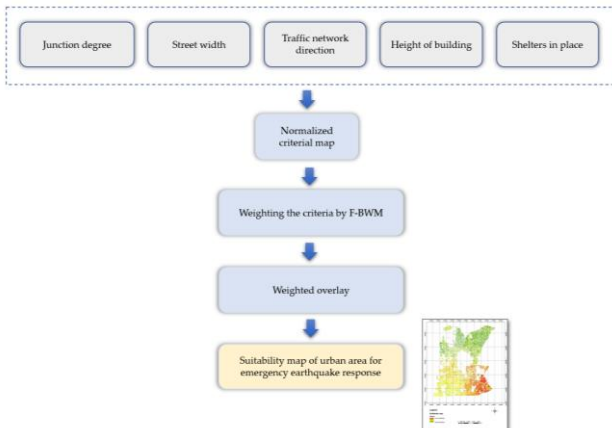 Junction degree
Street width
Traffic network
direction
Height of building
Shelters in place
Normalized
criterial map
Weighting the criteria by F-BWM
Weighted overlay
Suitability map of urban area for
emergency earthquake response